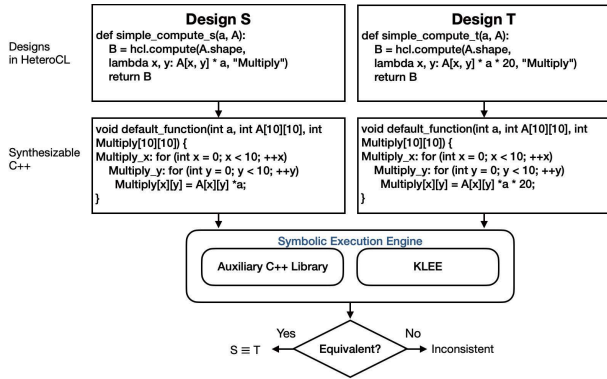 Design S
Design T
Designs
in HeteroCL
def simple_compute_s(a, A):
B = hcl.compute(A.shape,
lambda x, y: A[x, y] * a, "Multiply")
return B
def simple_compute_t(a, A):
B = hcl.compute(A.shape,
lambda x, y: A[x, y] * a * 20, "Multiply")
return B
Synthesizable
C++
void default_function(int a, int A[10][10], int
Multiply[10][10]) {
Multiply_x: for (int x = 0; x < 10; ++x)
Multiply_y: for (int y = 0; y < 10; ++y)
Multiply[x][y] = A[x][y] *a;
}
void default_function(int a, int A[10][10], int
Multiply[10][10]) {
Multiply_x: for (int x = 0; x < 10; ++x)
Multiply_y: for (int y = 0; y < 10; ++y)
Multiply[x][y] = A[x][y] *a * 20;
}
Symbolic Execution Engine
Auxiliary C++ Library
KLEE
Yes
No
S ≡ T
Equivalent?
Inconsistent